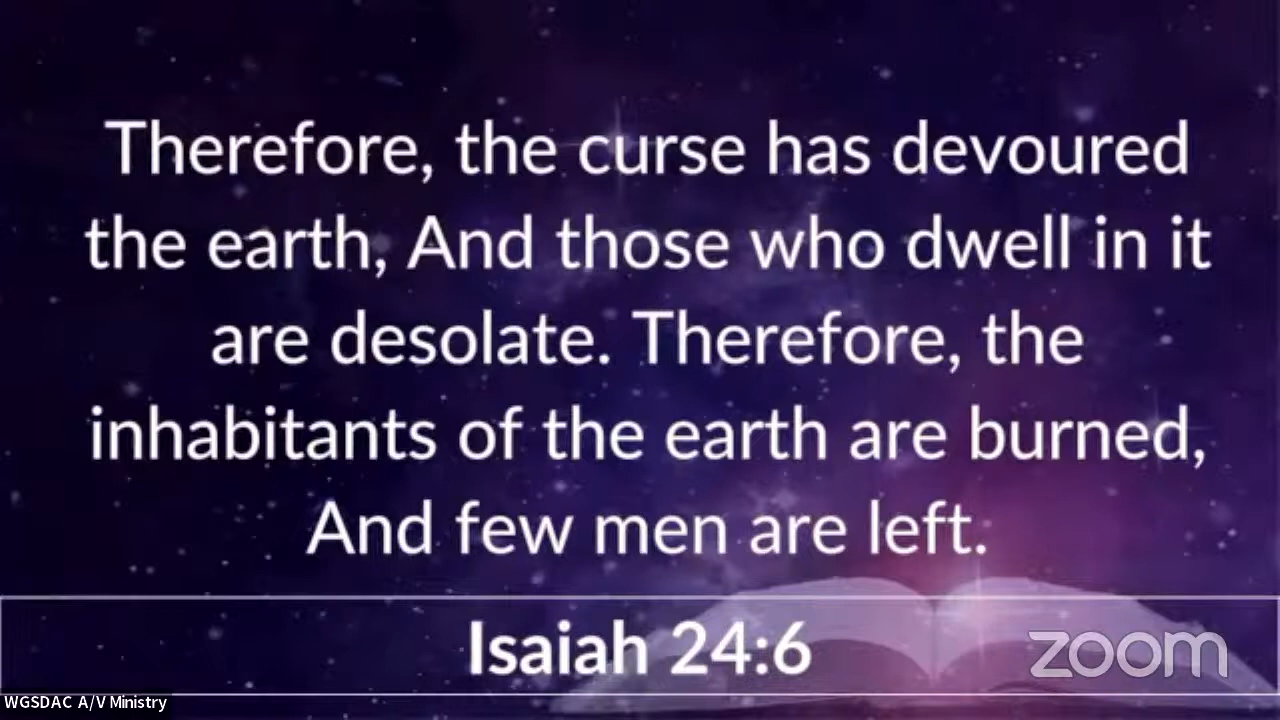 Therefore, the curse has devoured
the earth, And those who dwell in it
are desolate. Therefore, the
inhabitants of the earth are burned,
And few men are left.
Isaiah 24:6
zoom
WGSDAC A/V Ministry